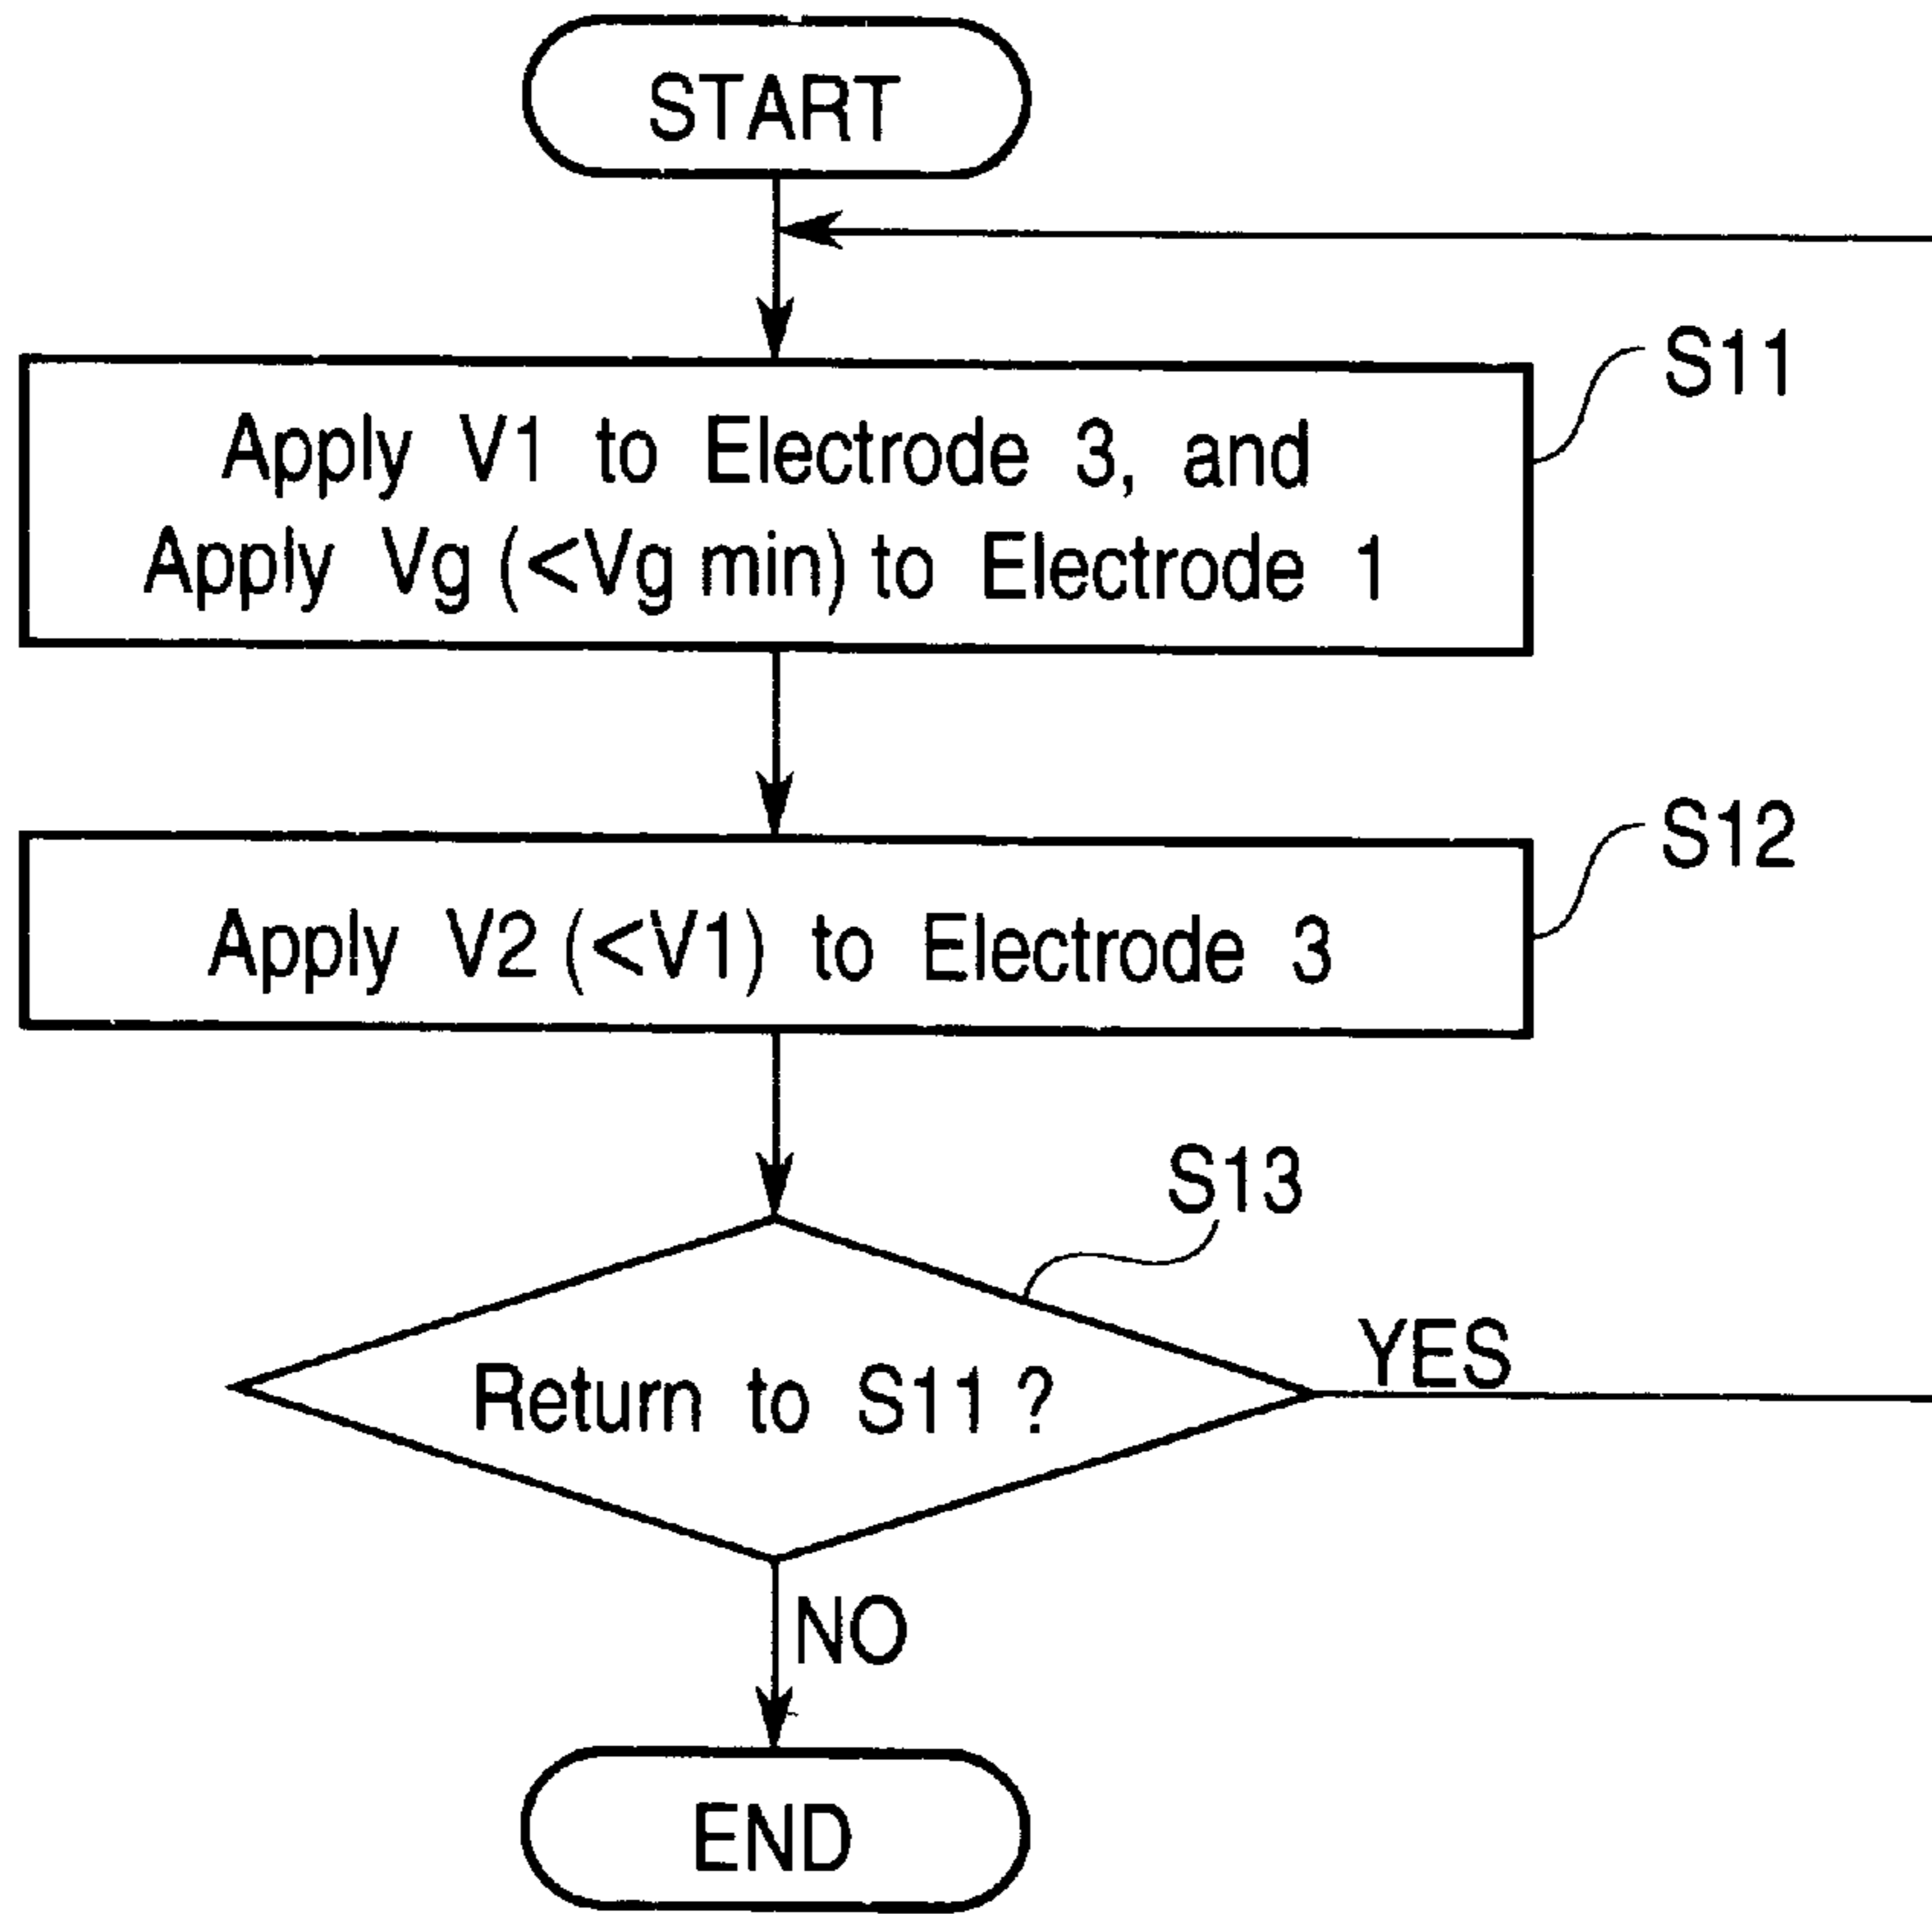 START
S11
Apply V1 to Electrode 3, and
Apply Vg (<Vg min) to Electrode 1
S12
Apply V2 (<V1) to Electrode 3
S13
Return to S11 ?
YES
NO
END